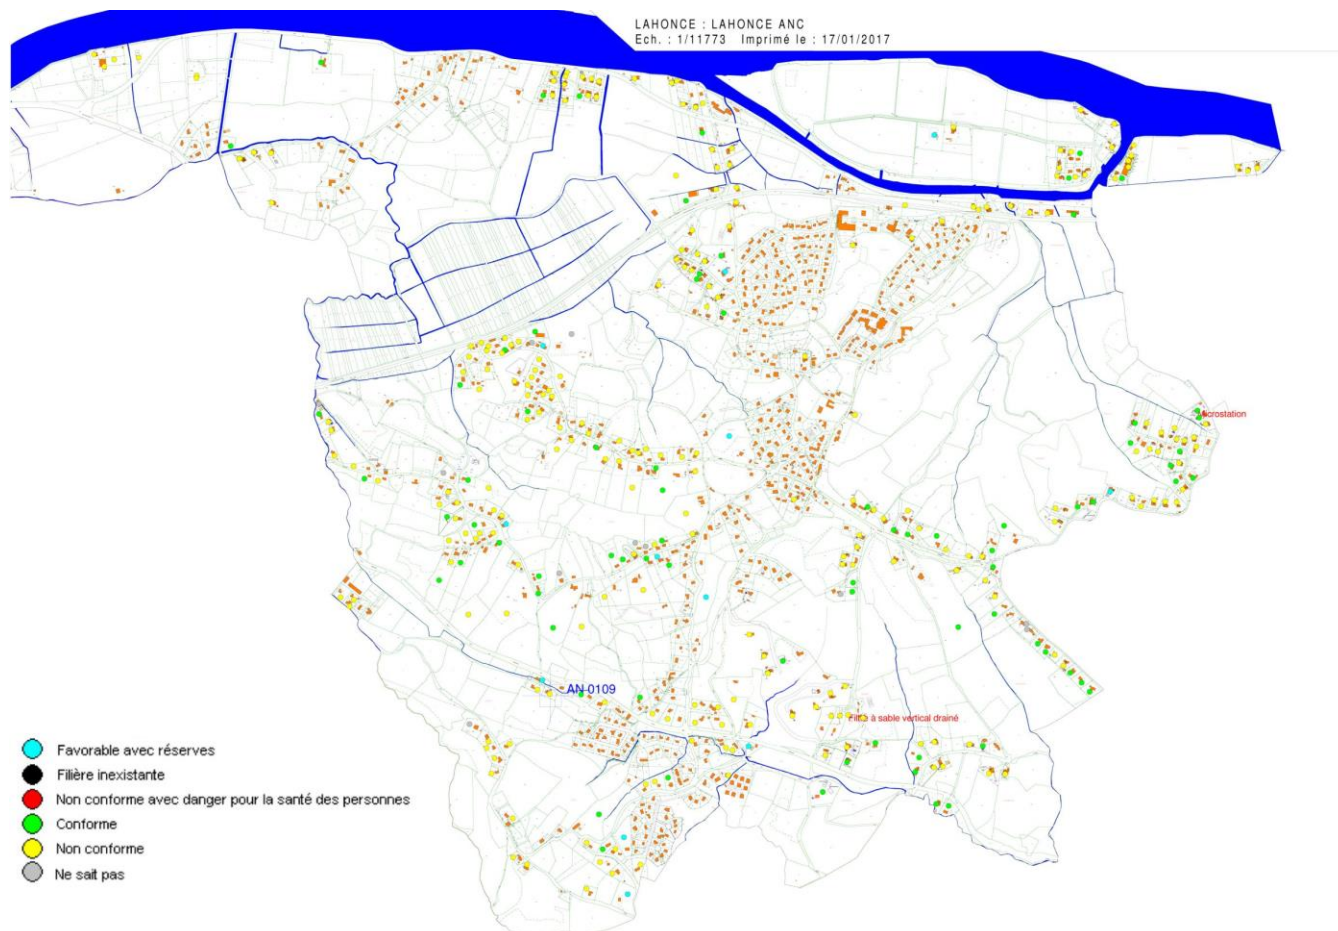 LAHONCE : LAHONCE ANC
Ech. : 1/11773 Imprimé le : 17/01/2017
AN 0109
à sable vertical drainé
Favorable avec réserves
Filière inexistante
Non conforme avec danger pour la santé des personnes
Conforme
Non conforme
Ne sait pas